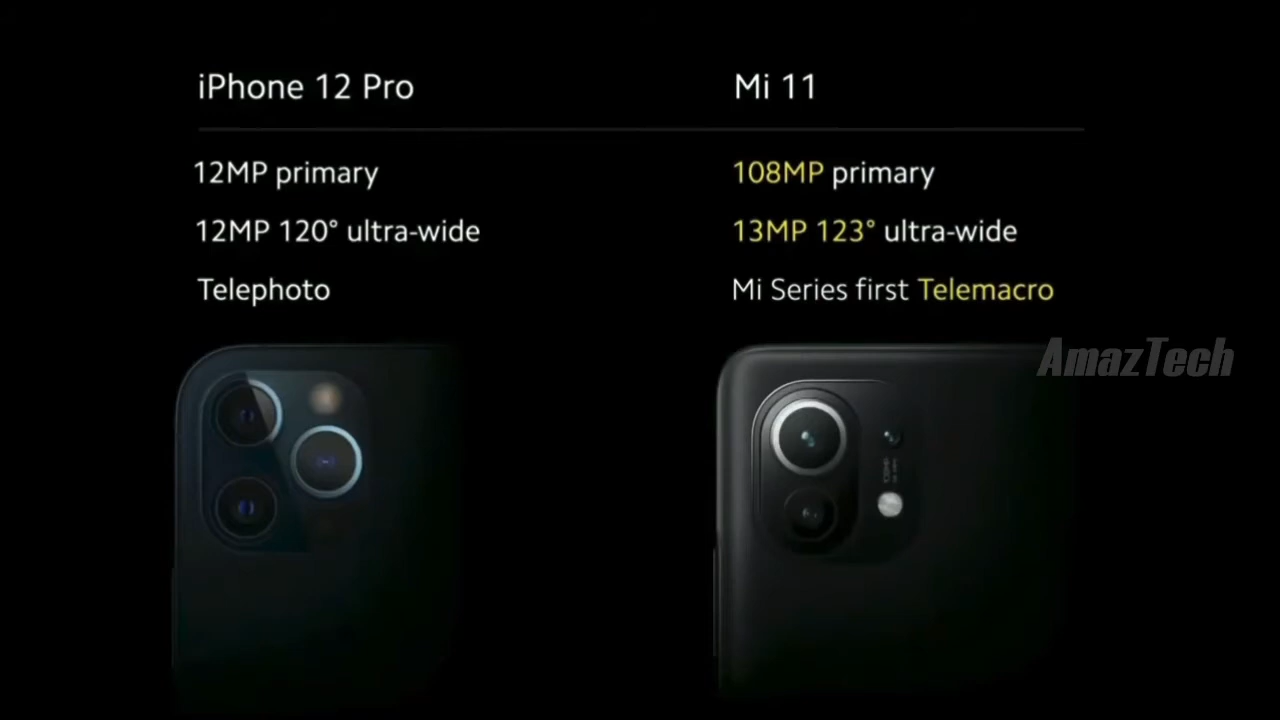 iPhone 12 Pro
Mi 11
12MP primary
108MP primary
12MP 120° ultra-wide
13MP 123° ultra-wide
Telephoto
Mi Series first Telemacro
AmazTech